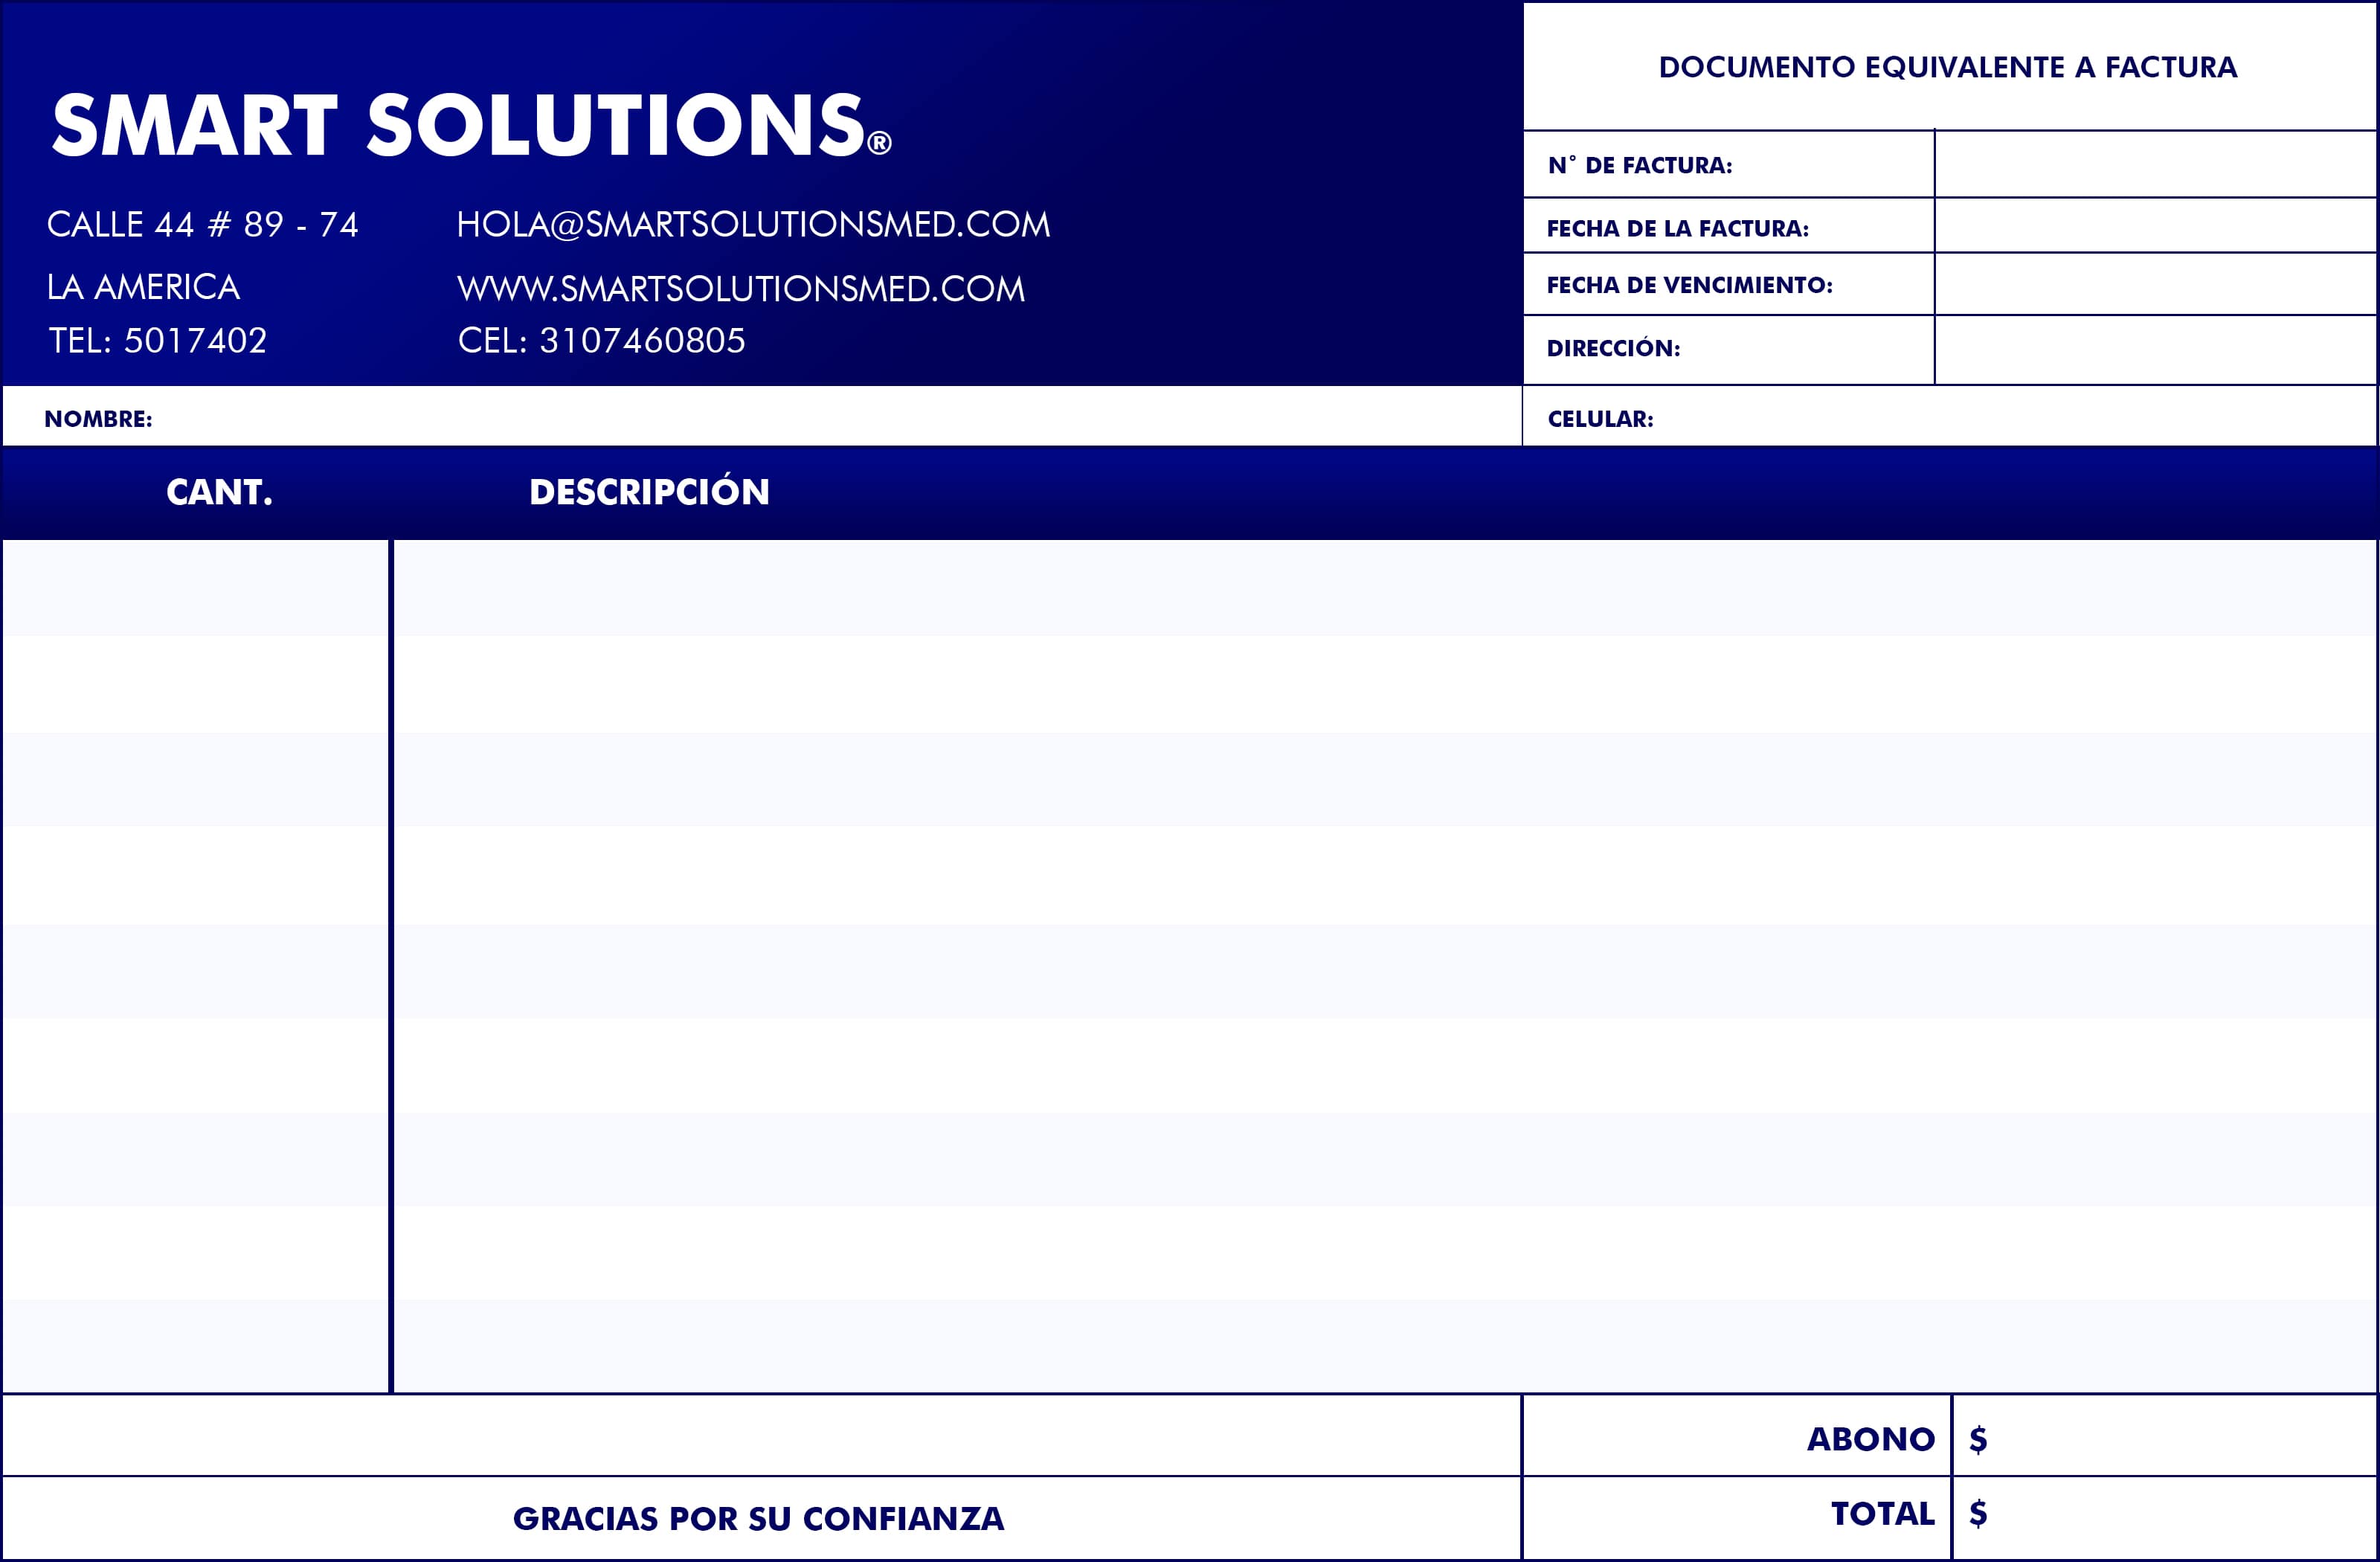 SMART SOLUTIONS®
CALLE 44 # 89 - 74
HOLA@SMARTSOLUTIONSMED.COM
LA AMERICA
WWW.SMARTSOLUTIONSMED.COM
TEL: 5017402
CEL: 3107460805
DOCUMENTO EQUIVALENTE A FACTURA
N° DE FACTURA:
FECHA DE LA FACTURA:
FECHA DE VENCIMIENTO:
DIRECCIÓN:
NOMBRE:
CELULAR:
CANT.
DESCRIPCIÓN
ABONO $
GRACIAS POR SU CONFIANZA
TOTAL $